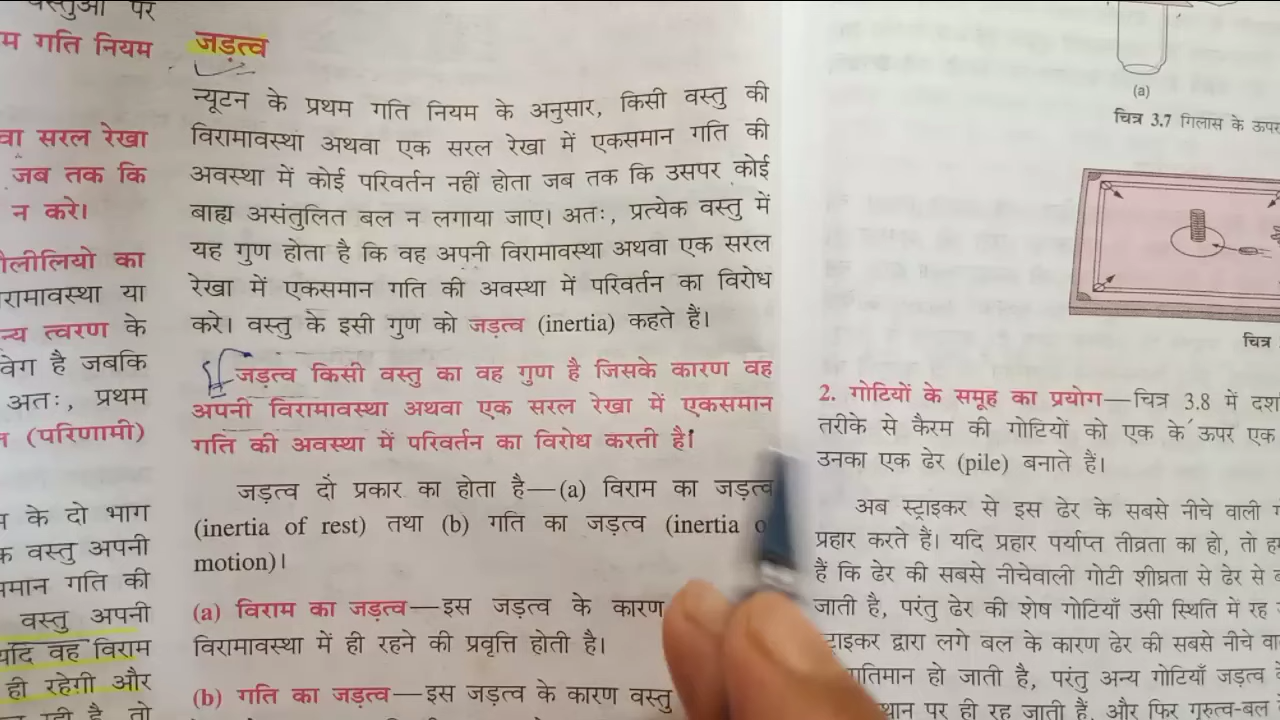 पर
म गति नियम
सरल रेखा
जब तक कि
न करे।
का
या
त्वरण के
वेग है जबकि
अतः, प्रथम
(परिणामी)
के दो भाग
वस्तु अपनी
गति की
वस्तु अपनी
यदि वह विराम
ही रहेगी और
जड़त्व
न्यूटन के प्रथम गति नियम के अनुसार, किसी वस्तु की
विरामावस्था अथवा एक सरल रेखा में एकसमान गति की
अवस्था में कोई परिवर्तन नहीं होता जब तक कि उसपर कोई
बाह्य असंतुलित बल न लगाया जाए। अतः, प्रत्येक वस्तु में
यह गुण होता है कि वह अपनी विरामावस्था अथवा एक सरल
रेखा में एकसमान गति की अवस्था में परिवर्तन का विरोध
करे। वस्तु के इसी गुण को जड़त्व (inertia) कहते हैं।
जड़त्व किसी वस्तु का वह गुण है जिसके कारण वह
अपनी विरामावस्था अथवा एक सरल रेखा में एकसमान
गति की अवस्था में परिवर्तन का विरोध करती है।
जड़त्व दो प्रकार का होता है—(a) विराम का जड़त्व
(inertia of rest) तथा (b) गति का जड़त्व (inertia
motion)।
(a) विराम का जड़त्व—इस जड़त्व के कारण
विरामावस्था में ही रहने की प्रवृत्ति होती है।
(b) गति का जड़त्व—इस जड़त्व के कारण वस्तु
(a)
चित्र 3.7 गिलास के ऊपर
चित्र
2. गोटियों के समूह का प्रयोग—चित्र 3.8 में
तरीके से कैरम की गोटियों को एक के ऊपर एक
उनका एक ढेर (pile) बनाते हैं।
अब स्ट्राइकर से इस ढेर के सबसे नीचे वाली
प्रहार करते हैं। यदि प्रहार पर्याप्त तीव्रता का हो, तो
हैं कि ढेर की सबसे नीचेवाली गोटी शीघ्रता से ढेर से
जाती है, परंतु ढेर की शेष गोटियाँ उसी स्थिति में रह
द्वारा लगे बल के कारण ढेर की सबसे नीचे
हो जाती है, परंतु अन्य गोटियाँ जड़त्व
पर ही रह जाती हैं, और फिर गुरुत्व-बल